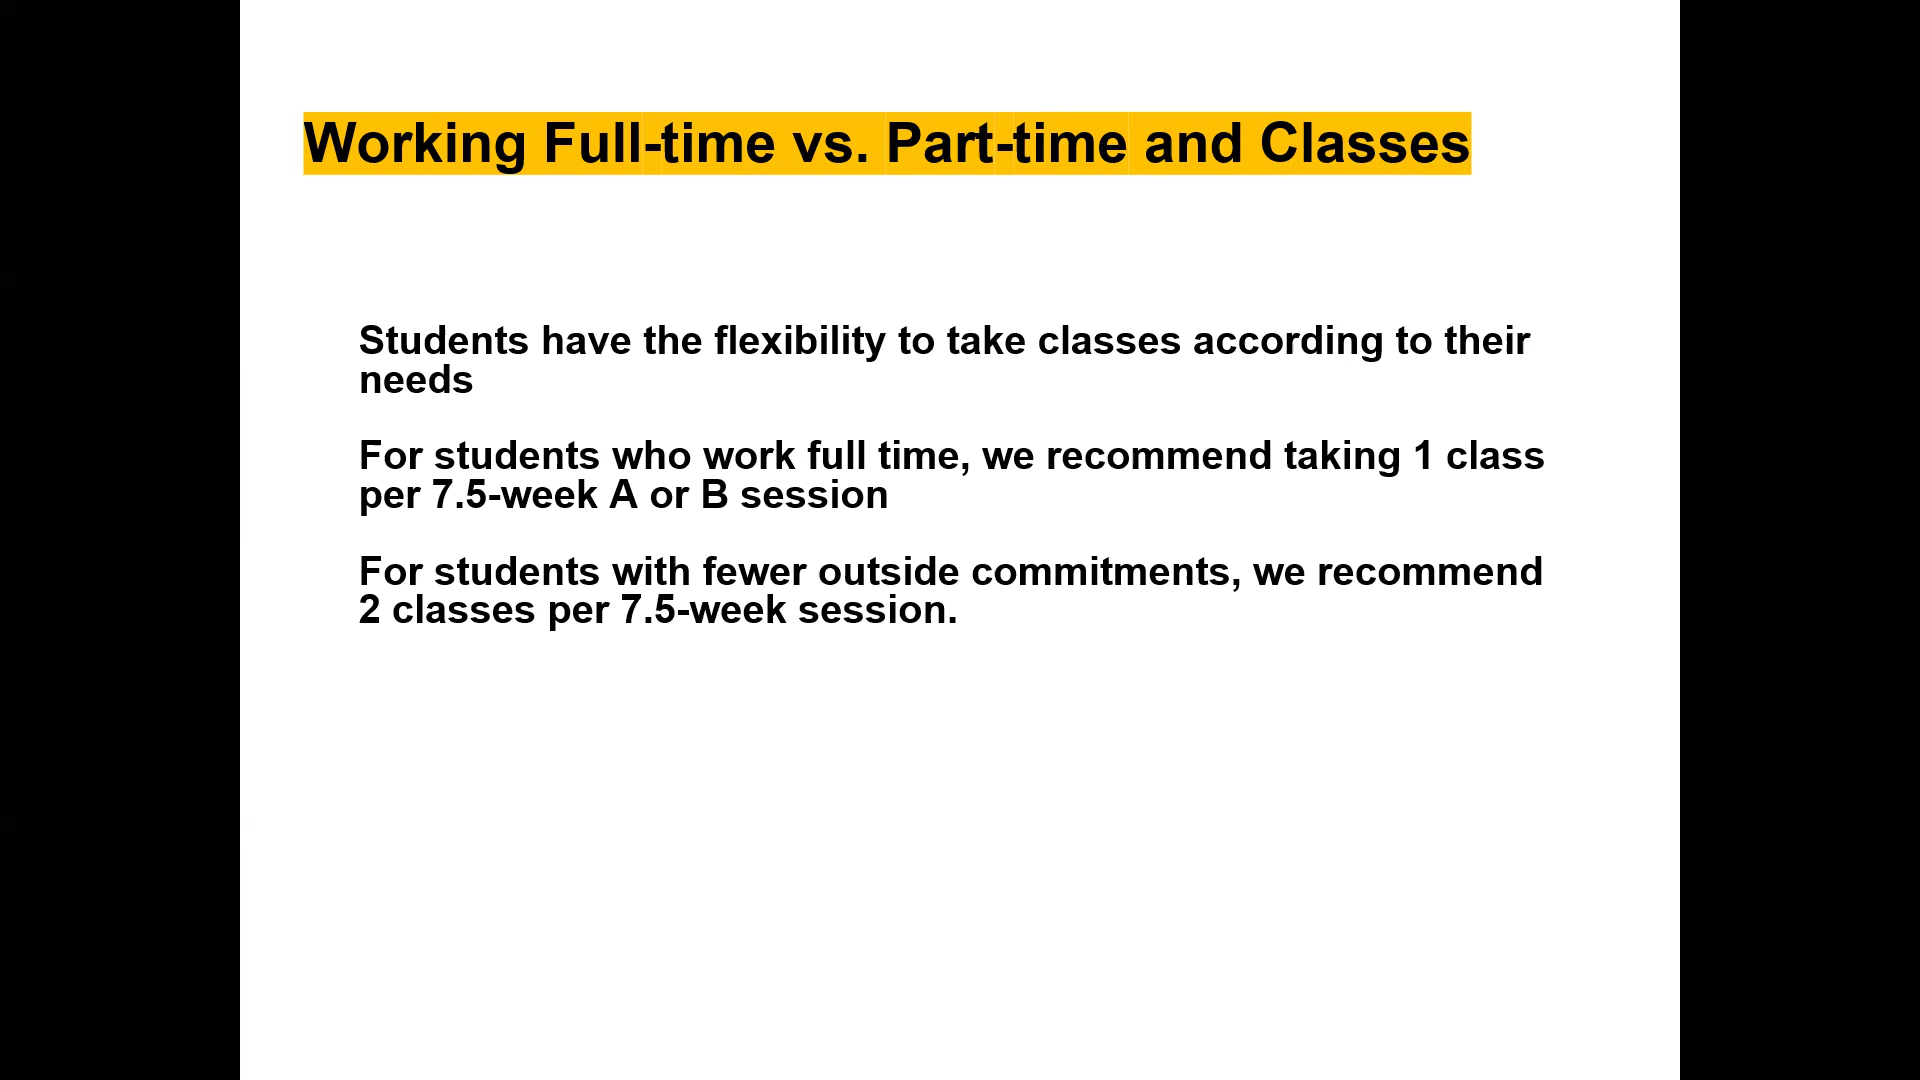 Working Full-time vs. Part-time and Classes
Students have the flexibility to take classes according to their
needs
For students who work full time, we recommend taking 1 class
per 7.5-week A or B session
For students with fewer outside commitments, we recommend
2 classes per 7.5-week session.